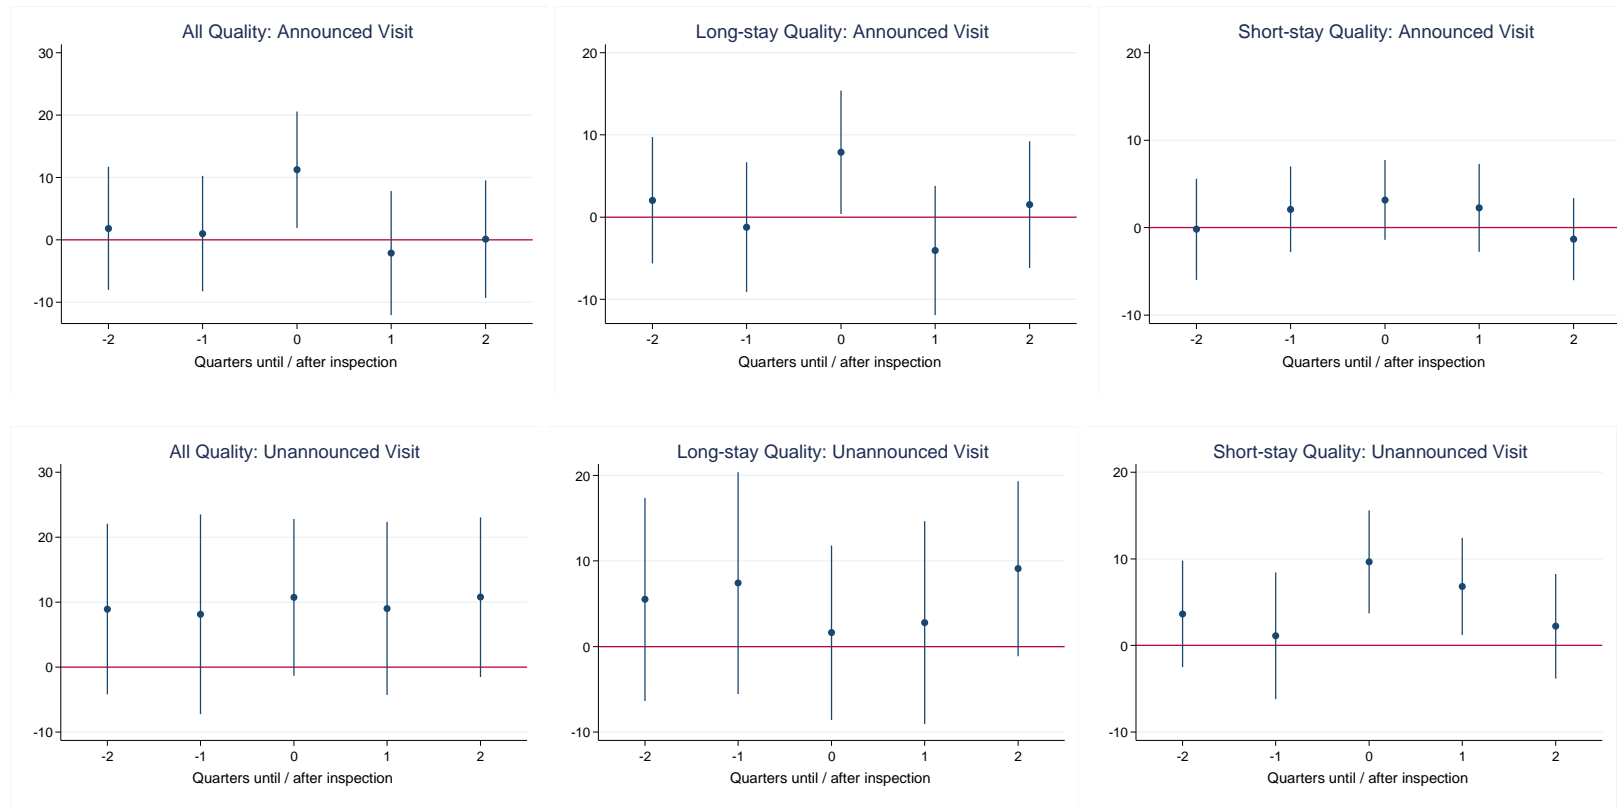 All Quality: Announced Visit
30
20
10
0
-10
-2 -1 0 1 2
Quarters until / after inspection
Long-stay Quality: Announced Visit
20
10
0
-10
-2 -1 0 1 2
Quarters until / after inspection
Short-stay Quality: Announced Visit
20
10
0
-10
-2 -1 0 1 2
Quarters until / after inspection
All Quality: Unannounced Visit
30
20
10
0
-10
-2 -1 0 1 2
Quarters until / after inspection
Long-stay Quality: Unannounced Visit
20
10
0
-10
-2 -1 0 1 2
Quarters until / after inspection
Short-stay Quality: Unannounced Visit
20
10
0
-10
-2 -1 0 1 2
Quarters until / after inspection